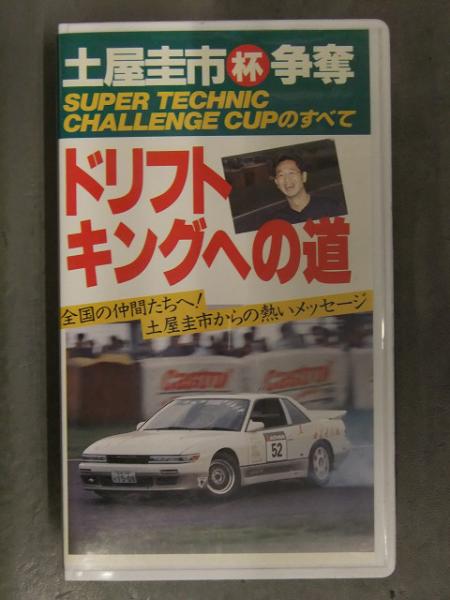 土屋圭市杯争奪
SUPER TECHNIC
CHALLENGE CUPのすべて
ドリフト
キングへの道
全国の仲間たちへ!
土屋圭市からの熱いメッセージ
Castrol
Castrol
52